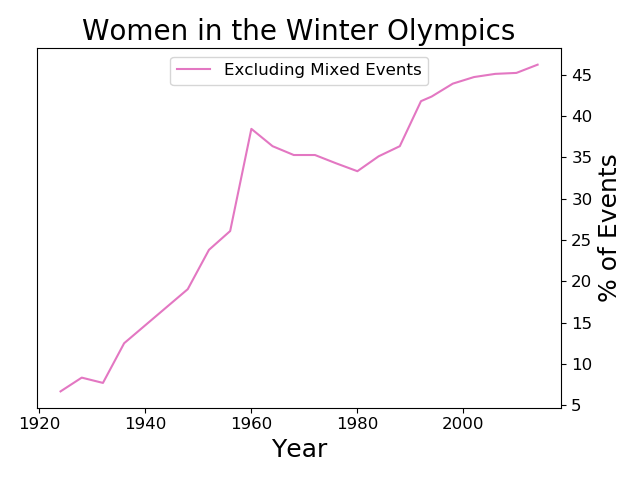 Women in the Winter Olympics
Excluding Mixed Events
45
40
35
30
25
20
15
10
5
% of Events
1920 1940 1960 1980 2000
Year